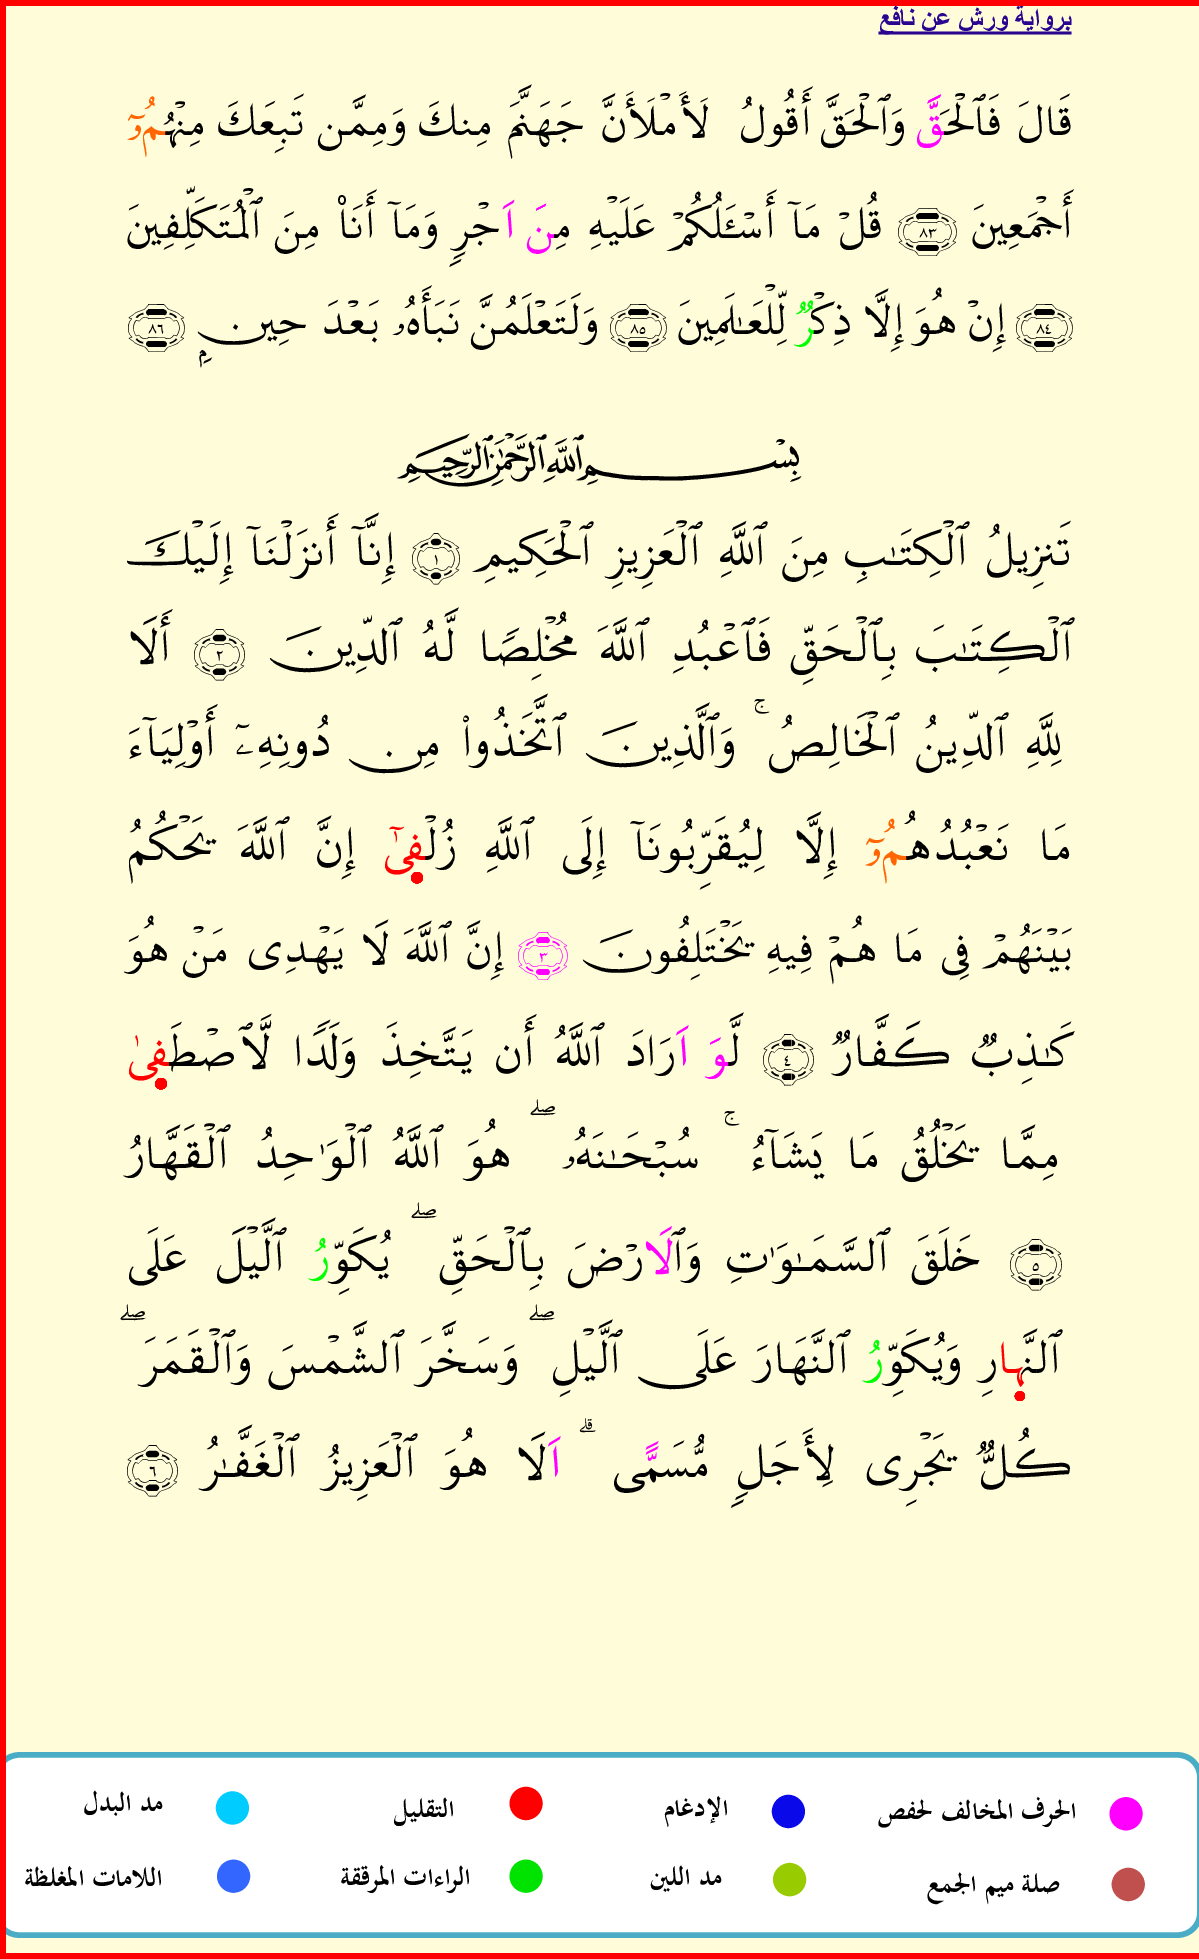 برواية ورش عن نافع
قَالَ فَٱلْحَقَّ وَٱلْحَقَّ أَقُولُ لَأَمْلَأَنَّ جَهَنَّمَ مِنكَ وَمِمَّن تَبِعَكَ مِنْهُمُۥٓ
أَجْمَعِينَ ٨٣ قُلْ مَآ أَسْـَٔلُكُمْ عَلَيْهِ مِنَ اَجْرٍ وَمَآ أَنَا۠ مِنَ ٱلْمُتَكَلِّفِينَ
٨٤ إِنْ هُوَ إِلَّا ذِكْرٌ لِّلْعَـٰلَمِينَ ٨٥ وَلَتَعْلَمُنَّ نَبَأَهُۥ بَعْدَ حِينٍۭ ٨٦
بِسْمِ ٱللَّهِ ٱلرَّحْمَـٰنِ ٱلرَّحِيمِ
تَنزِيلُ ٱلْكِتَـٰبِ مِنَ ٱللَّهِ ٱلْعَزِيزِ ٱلْحَكِيمِ ١ إِنَّآ أَنزَلْنَآ إِلَيْكَ
ٱلْكِتَـٰبَ بِٱلْحَقِّ فَٱعْبُدِ ٱللَّهَ مُخْلِصًا لَّهُ ٱلدِّينَ ٢ أَلَا
لِلَّهِ ٱلدِّينُ ٱلْخَالِصُ ۚ وَٱلَّذِينَ ٱتَّخَذُوا۟ مِن دُونِهِۦٓ أَوْلِيَآءَ
مَا نَعْبُدُهُمُۥٓ إِلَّا لِيُقَرِّبُونَآ إِلَى ٱللَّهِ زُلْفِىٰٓ إِنَّ ٱللَّهَ يَحْكُمُ
بَيْنَهُمْ فِى مَا هُمْ فِيهِ يَخْتَلِفُونَ ٣ إِنَّ ٱللَّهَ لَا يَهْدِى مَنْ هُوَ
كَـٰذِبٌ كَفَّارٌ ٤ لَّوَ اَرَادَ ٱللَّهُ أَن يَتَّخِذَ وَلَدًا لَّٱصْطَفِىٰ
مِمَّا يَخْلُقُ مَا يَشَآءُ ۚ سُبْحَـٰنَهُۥ ۖ هُوَ ٱللَّهُ ٱلْوَٰحِدُ ٱلْقَهَّارُ
٥ خَلَقَ ٱلسَّمَـٰوَٰتِ وَٱلَارْضَ بِٱلْحَقِّ ۖ يُكَوِّرُ ٱلَّيْلَ عَلَى
ٱلنَّهارِ وَيُكَوِّرُ ٱلنَّهَارَ عَلَى ٱلَّيْلِ ۖ وَسَخَّرَ ٱلشَّمْسَ وَٱلْقَمَرَ ۖ
كُلٌّ يَجْرِى لِأَجَلٍ مُّسَمًّى ۗ اَلَا هُوَ ٱلْعَزِيزُ ٱلْغَفَّـٰرُ ٦
الحرف المخالف لحفص الإدغام التقليل مد البدل
صلة ميم الجمع مد اللين الراءات المرققة اللامات المغلظة